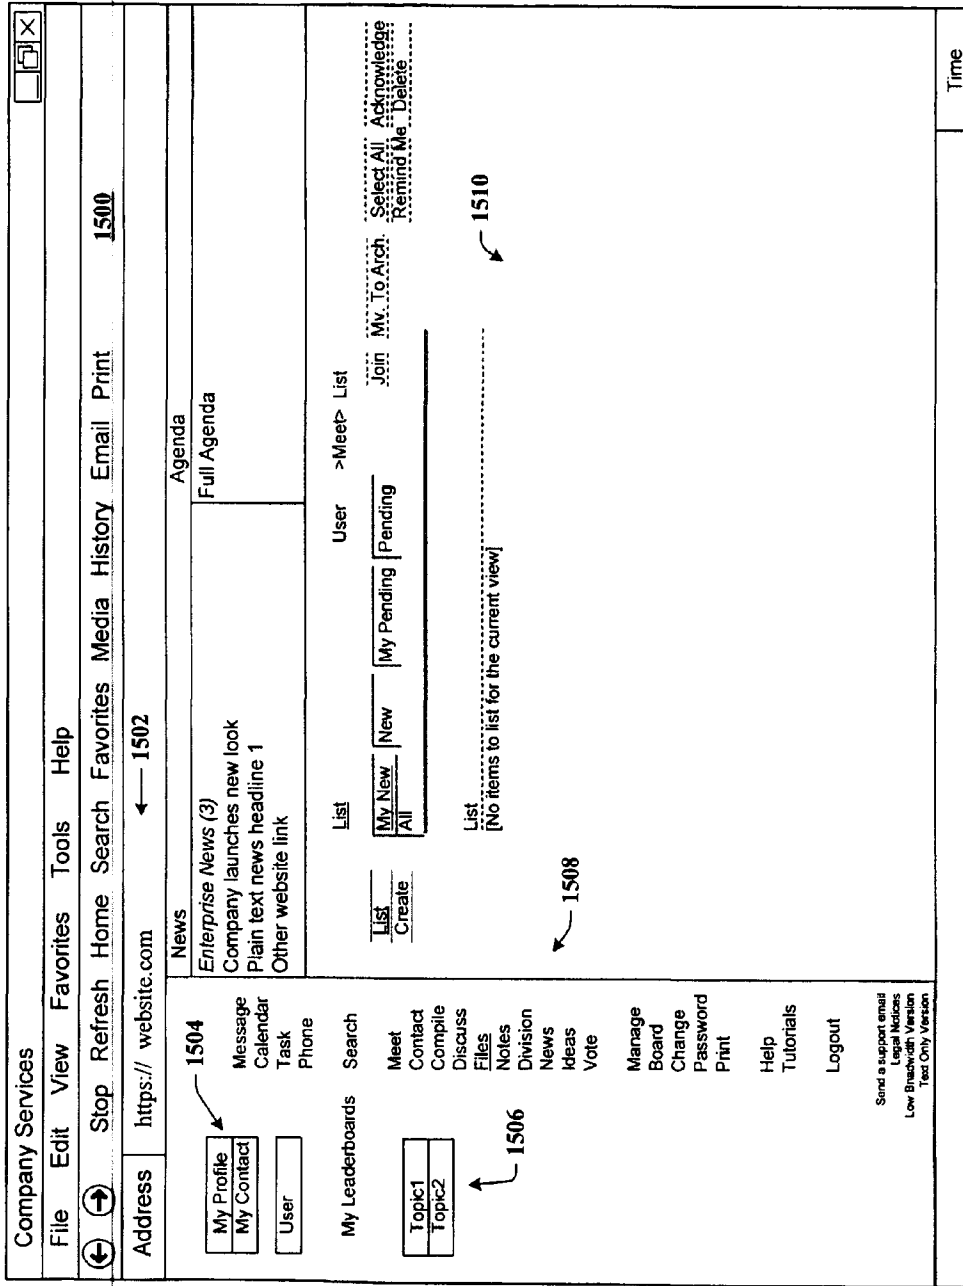 Company Services
File Edit View Favorites Tools Help
Stop Refresh Home Search Favorites Media History Email Print 1500
Address https:// website.com 1502
News Agenda
Enterprise News (3) Full Agenda
Company launches new look
Plain text news headline 1
Other website link
1504
My Profile
My Contact
User
My Leaderboards
Topic1
Topic2
1506
Message
Calendar
Task
Phone
Search
Meet
Contact
Compile
Discuss
Files
Notes
Division
News
Ideas
Vote
Manage
Board
Change
Password
Print
Help
Tutorials
Logout
Send a support email
Legal Notices
Low Bnadwidth Version
Text Only Version
List User >Meet> List
List My New New My Pending Pending Join Mv. To Arch. Select All Acknowledge
Create All Remind Me Delete
List
[No items to list for the current view]
1508
1510
Time